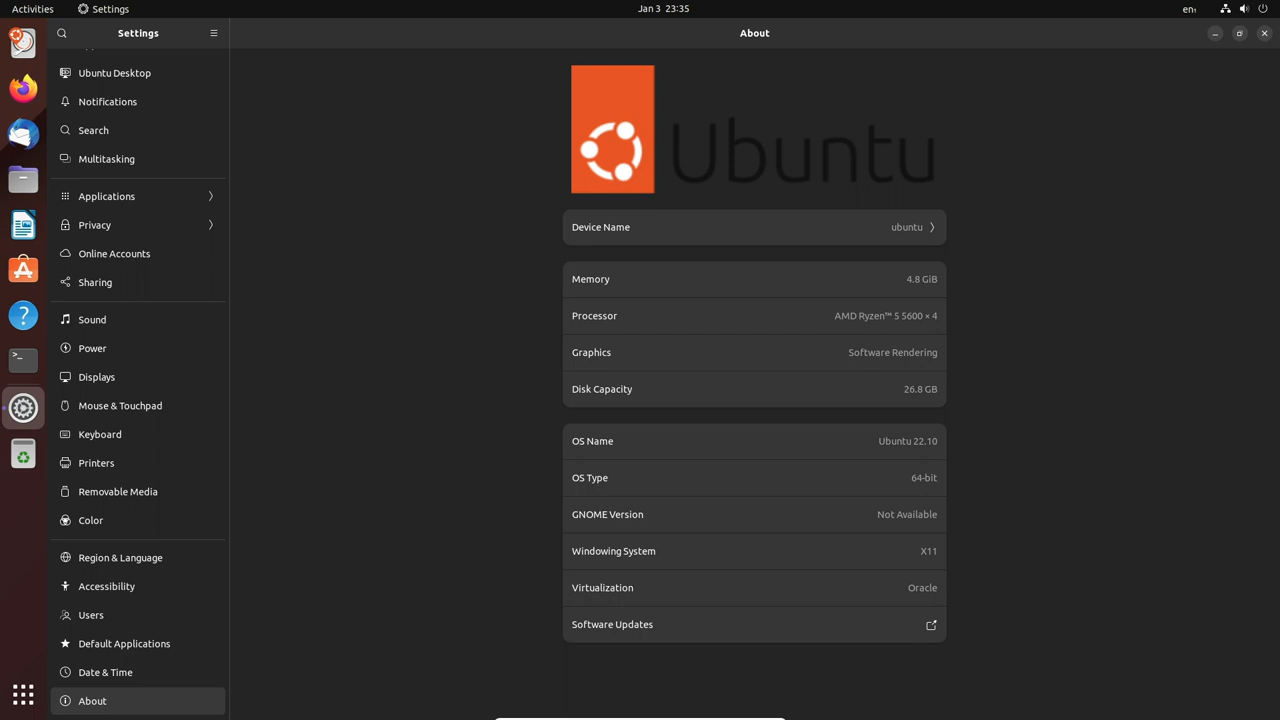 Activities
Settings
Jan 3 23:35
en₁
Settings
About
Ubuntu Desktop
Notifications
Search
Multitasking
Applications
Privacy
Online Accounts
Sharing
Sound
Power
Displays
Mouse & Touchpad
Keyboard
Printers
Removable Media
Color
Region & Language
Accessibility
Users
Default Applications
Date & Time
About
Ubuntu
Device Name ubuntu
Memory 4.8 GiB
Processor AMD Ryzen™ 5 5600 × 4
Graphics Software Rendering
Disk Capacity 26.8 GB
OS Name Ubuntu 22.10
OS Type 64-bit
GNOME Version Not Available
Windowing System X11
Virtualization Oracle
Software Updates